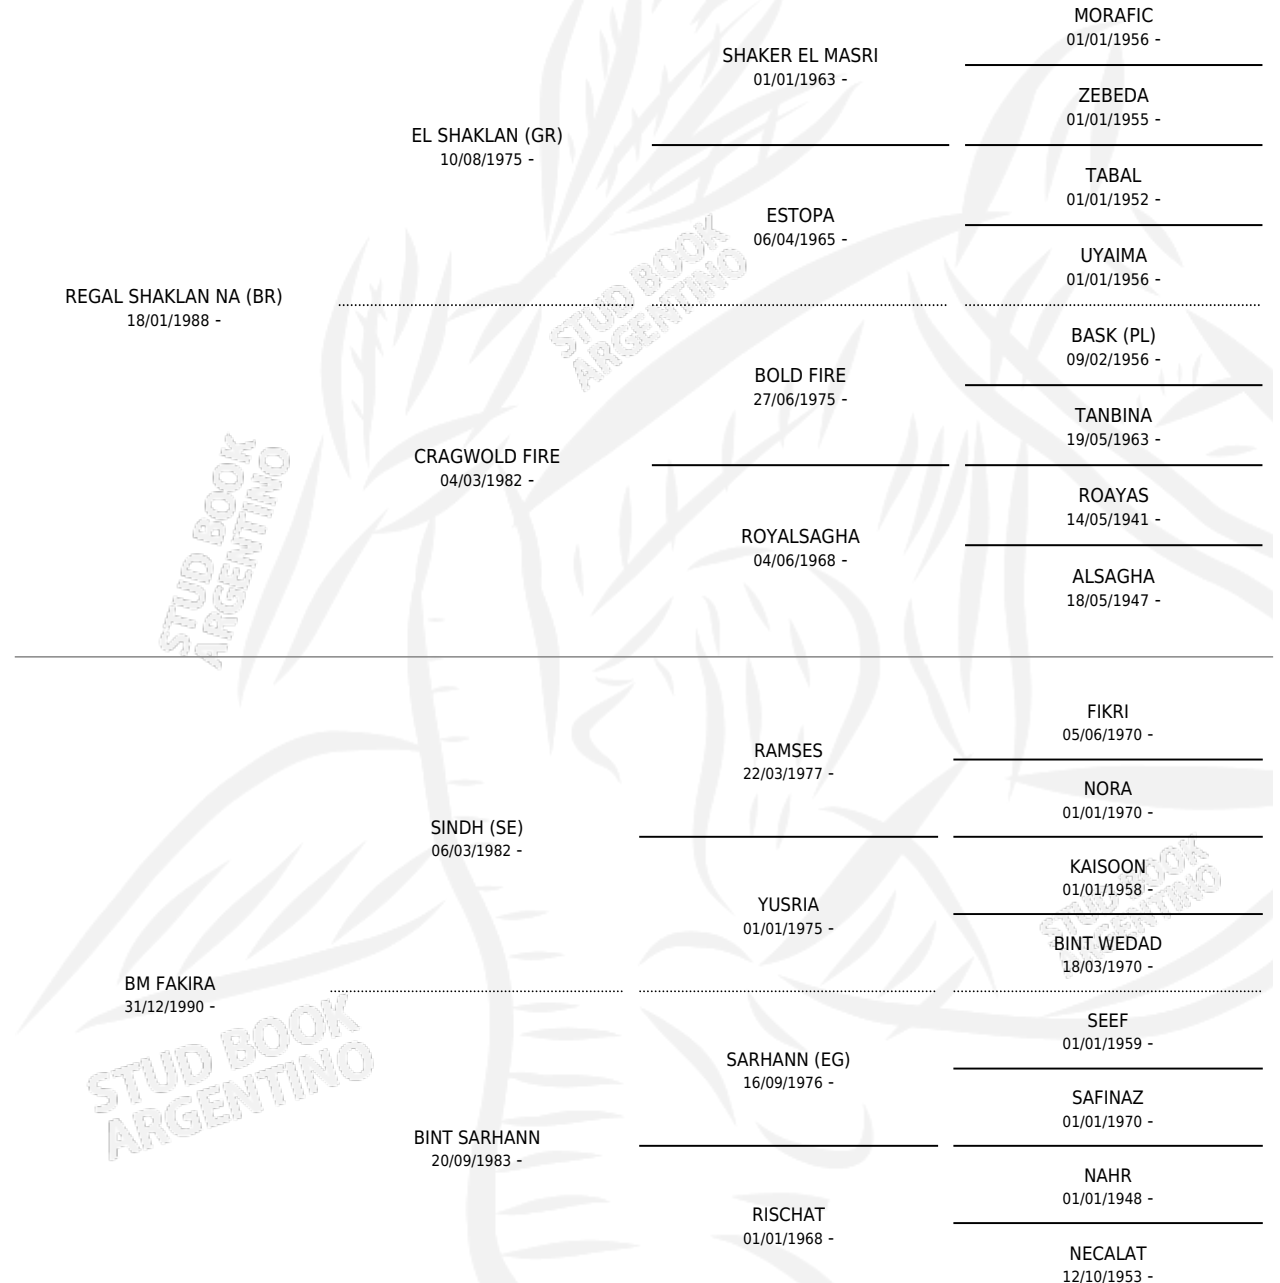 MORAFIC
01/01/1956 -
SHAKER EL MASRI
01/01/1963 -
ZEBEDA
01/01/1955 -
EL SHAKLAN (GR)
10/08/1975 -
TABAL
01/01/1952 -
ESTOPA
06/04/1965 -
UYAIMA
01/01/1956 -
REGAL SHAKLAN NA (BR)
18/01/1988 -
STUD BOOK
ARGENTINO
BASK (PL)
09/02/1956 -
BOLD FIRE
27/06/1975 -
TANBINA
19/05/1963 -
CRAGWOLD FIRE
04/03/1982 -
ROAYAS
14/05/1941 -
ROYALSAGHA
04/06/1968 -
ALSAGHA
18/05/1947 -
STUD BOOK
ARGENTINO
FIKRI
05/06/1970 -
RAMSES
22/03/1977 -
NORA
01/01/1970 -
SINDH (SE)
06/03/1982 -
KAISOON
01/01/1958 -
YUSRIA
01/01/1975 -
BINT WEDAD
18/03/1970 -
STUD BOOK
ARGENTINO
BM FAKIRA
31/12/1990 -
SEEF
01/01/1959 -
SARHANN (EG)
16/09/1976 -
SAFINAZ
01/01/1970 -
STUD BOOK
ARGENTINO
BINT SARHANN
20/09/1983 -
NAHR
01/01/1948 -
RISCHAT
01/01/1968 -
NECALAT
12/10/1953 -